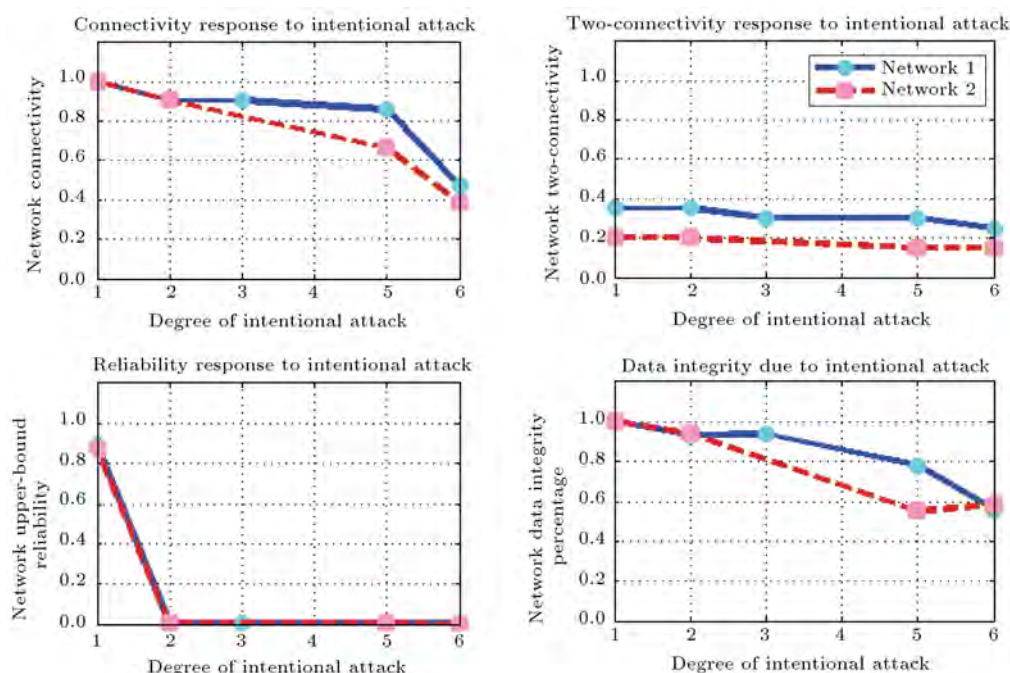 Connectivity response to intentional attack
Network connectivity
1.0
0.8
0.6
0.4
0.2
0.0
1 2 3 4 5 6
Degree of intentional attack
Two-connectivity response to intentional attack
Network two-connectivity
1.0
0.8
0.6
0.4
0.2
0.0
Network 1
Network 2
1 2 3 4 5 6
Degree of intentional attack
Reliability response to intentional attack
Network upper-bound
reliability
1.0
0.8
0.6
0.4
0.2
0.0
1 2 3 4 5 6
Degree of intentional attack
Data integrity due to intentional attack
Network data integrity
percentage
1.0
0.8
0.6
0.4
0.2
0.0
1 2 3 4 5 6
Degree of intentional attack